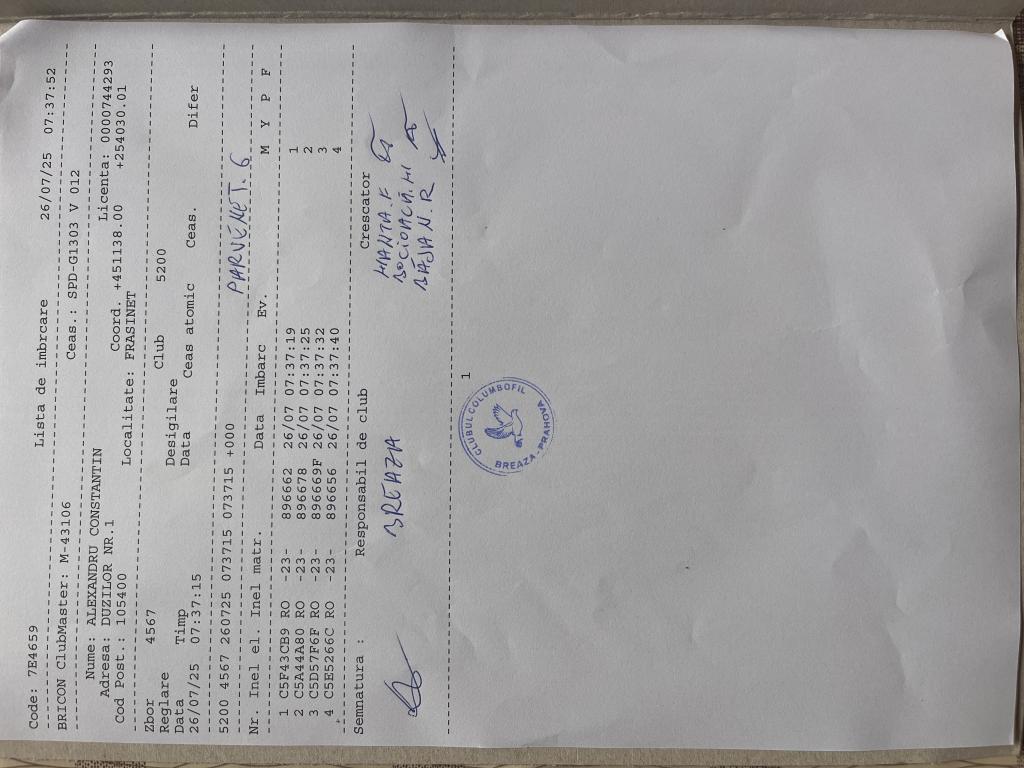 Code: 7E4659 Lista de imbrcare 26/07/25 07:37:52
BRICON ClubMaster: M-43106 Ceas.: SPD-G1303 V 012
Nume: ALEXANDRU CONSTANTIN
Adresa: DUZILOR NR.1 Coord. +451138.00 Licenta: 0000744293
Cod Post.: 105400 Localitate: FRASINET +254030.01
Zbor 4567 Club 5200
Reglare Desigilare
Data Timp Data Ceas atomic Ceas. Difer
26/07/25 07:37:15
5200 4567 260725 073715 073715 +000 PARVENET. 6
Nr. Inel el. Inel matr. Data Imbarc Ev. M Y P F
1 C5F43CB9 RO -23- 896662 26/07 07:37:19 1
2 C5A44A80 RO -23- 896678 26/07 07:37:25 2
3 C5D57F6F RO -23- 896669F 26/07 07:37:32 3
4 C5E5266C RO -23- 896656 26/07 07:37:40 4
Semnatura : Responsabil de club Crescator
BREAZA
1
CLUBUL COLUMBOFIL
BREAZA - PRAHOVA